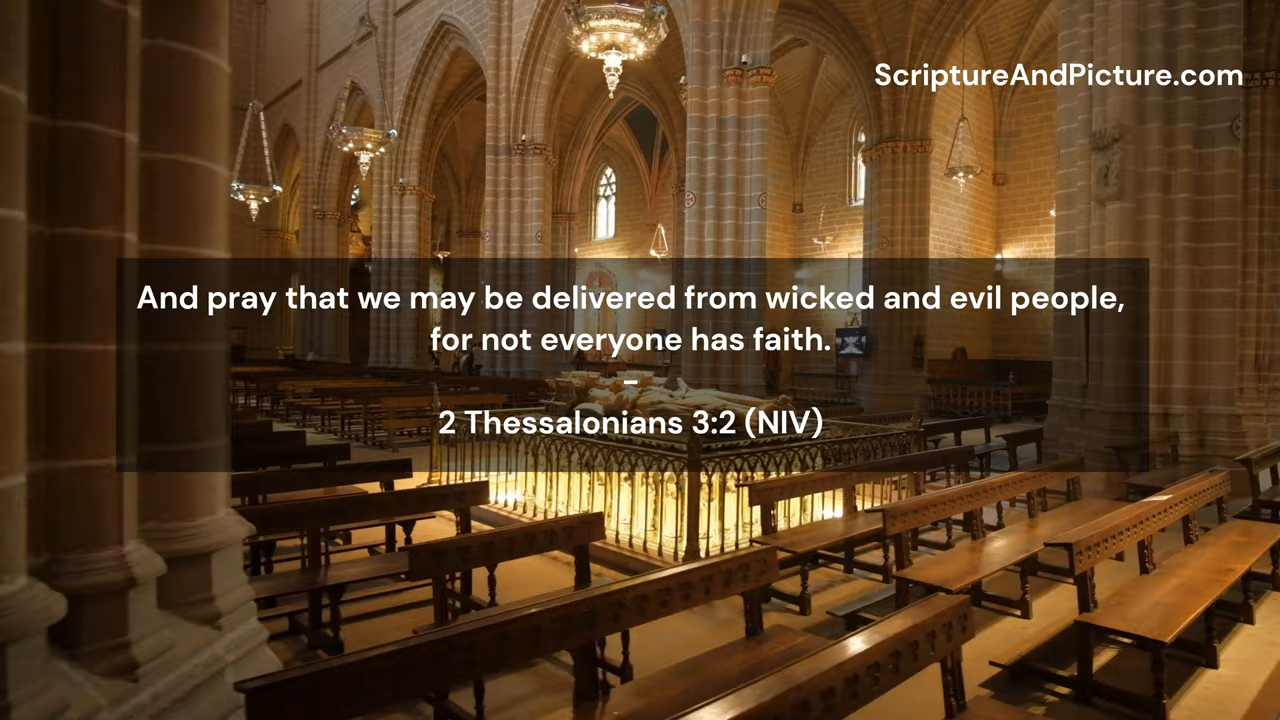 ScriptureAndPicture.com
And pray that we may be delivered from wicked and evil people,
for not everyone has faith.
-
2 Thessalonians 3:2 (NIV)